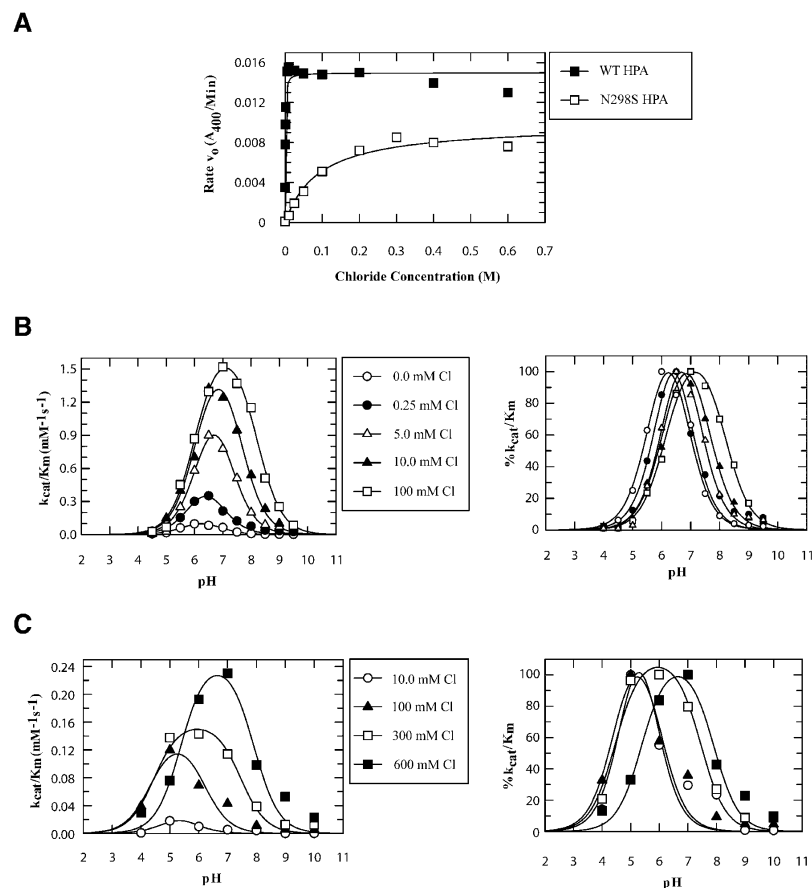 A
0.016
0.012
0.008
0.004
0
Rate vo (A400/Min)
0 0.1 0.2 0.3 0.4 0.5 0.6 0.7
Chloride Concentration (M)
WT HPA
N298S HPA
B
1.5
1.2
0.9
0.6
0.3
0.0
kcat/Km (mM-1s-1)
2 3 4 5 6 7 8 9 10 11
pH
0.0 mM Cl
0.25 mM Cl
5.0 mM Cl
10.0 mM Cl
100 mM Cl
100
80
60
40
20
0
%kcat/Km
2 3 4 5 6 7 8 9 10 11
pH
C
0.24
0.20
0.16
0.12
0.08
0.04
0.00
kcat/Km (mM-1s-1)
2 3 4 5 6 7 8 9 10 11
pH
10.0 mM Cl
100 mM Cl
300 mM Cl
600 mM Cl
100
80
60
40
20
0
%kcat/Km
2 3 4 5 6 7 8 9 10 11
pH